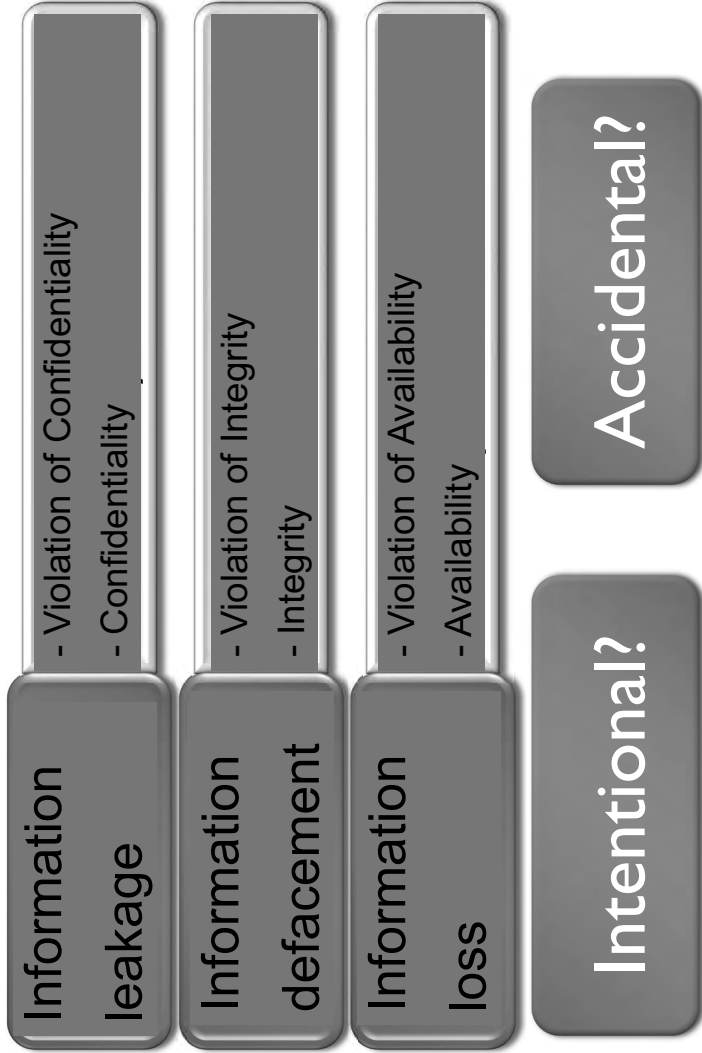 Information
leakage
- Violation of Confidentiality
- Confidentiality
Information
defacement
- Violation of Integrity
- Integrity
Information
loss
- Violation of Availability
- Availability
Intentional?
Accidental?